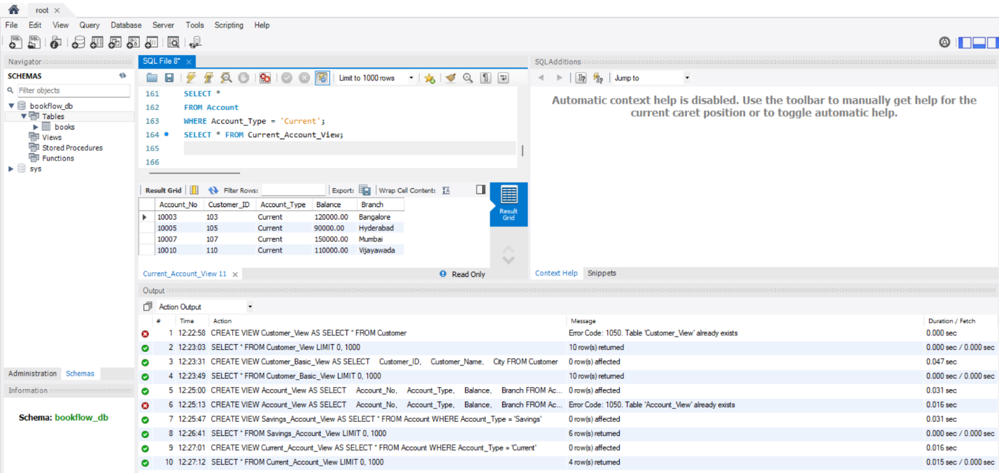 root ×
File Edit View Query Database Server Tools Scripting Help
Navigator
SCHEMAS
Filter objects
bookflow_db
Tables
books
Views
Stored Procedures
Functions
sys
Administration Schemas
Information
Schema: bookflow_db
SQL File 8* ×
Limit to 1000 rows
161 SELECT *
162 FROM Account
163 WHERE Account_Type = 'Current';
164 SELECT * FROM Current_Account_View;
165
166
Result Grid Filter Rows: Export: Wrap Cell Content:
Account_No Customer_ID Account_Type Balance Branch
10003 103 Current 120000.00 Bangalore
10005 105 Current 90000.00 Hyderabad
10007 107 Current 150000.00 Mumbai
10010 110 Current 110000.00 Vijayawada
Result
Grid
Current_Account_View 11 × Read Only
SQLAdditions
Jump to
Automatic context help is disabled. Use the toolbar to manually get help for the
current caret position or to toggle automatic help.
Context Help Snippets
Output
Action Output
# Time Action Message Duration / Fetch
1 12:22:58 CREATE VIEW Customer_View AS SELECT * FROM Customer Error Code: 1050. Table 'Customer_View' already exists 0.000 sec
2 12:23:03 SELECT * FROM Customer_View LIMIT 0, 1000 10 row(s) returned 0.000 sec / 0.000 sec
3 12:23:31 CREATE VIEW Customer_Basic_View AS SELECT Customer_ID, Customer_Name, City FROM Customer 0 row(s) affected 0.047 sec
4 12:23:49 SELECT * FROM Customer_Basic_View LIMIT 0, 1000 10 row(s) returned 0.000 sec / 0.000 sec
5 12:25:00 CREATE VIEW Account_View AS SELECT Account_No, Account_Type, Balance, Branch FROM Ac... 0 row(s) affected 0.031 sec
6 12:25:13 CREATE VIEW Account_View AS SELECT Account_No, Account_Type, Balance, Branch FROM Ac... Error Code: 1050. Table 'Account_View' already exists 0.016 sec
7 12:25:47 CREATE VIEW Savings_Account_View AS SELECT * FROM Account WHERE Account_Type = 'Savings' 0 row(s) affected 0.031 sec
8 12:26:41 SELECT * FROM Savings_Account_View LIMIT 0, 1000 6 row(s) returned 0.000 sec / 0.000 sec
9 12:27:01 CREATE VIEW Current_Account_View AS SELECT * FROM Account WHERE Account_Type = 'Current' 0 row(s) affected 0.016 sec
10 12:27:12 SELECT * FROM Current_Account_View LIMIT 0, 1000 4 row(s) returned 0.015 sec / 0.000 sec